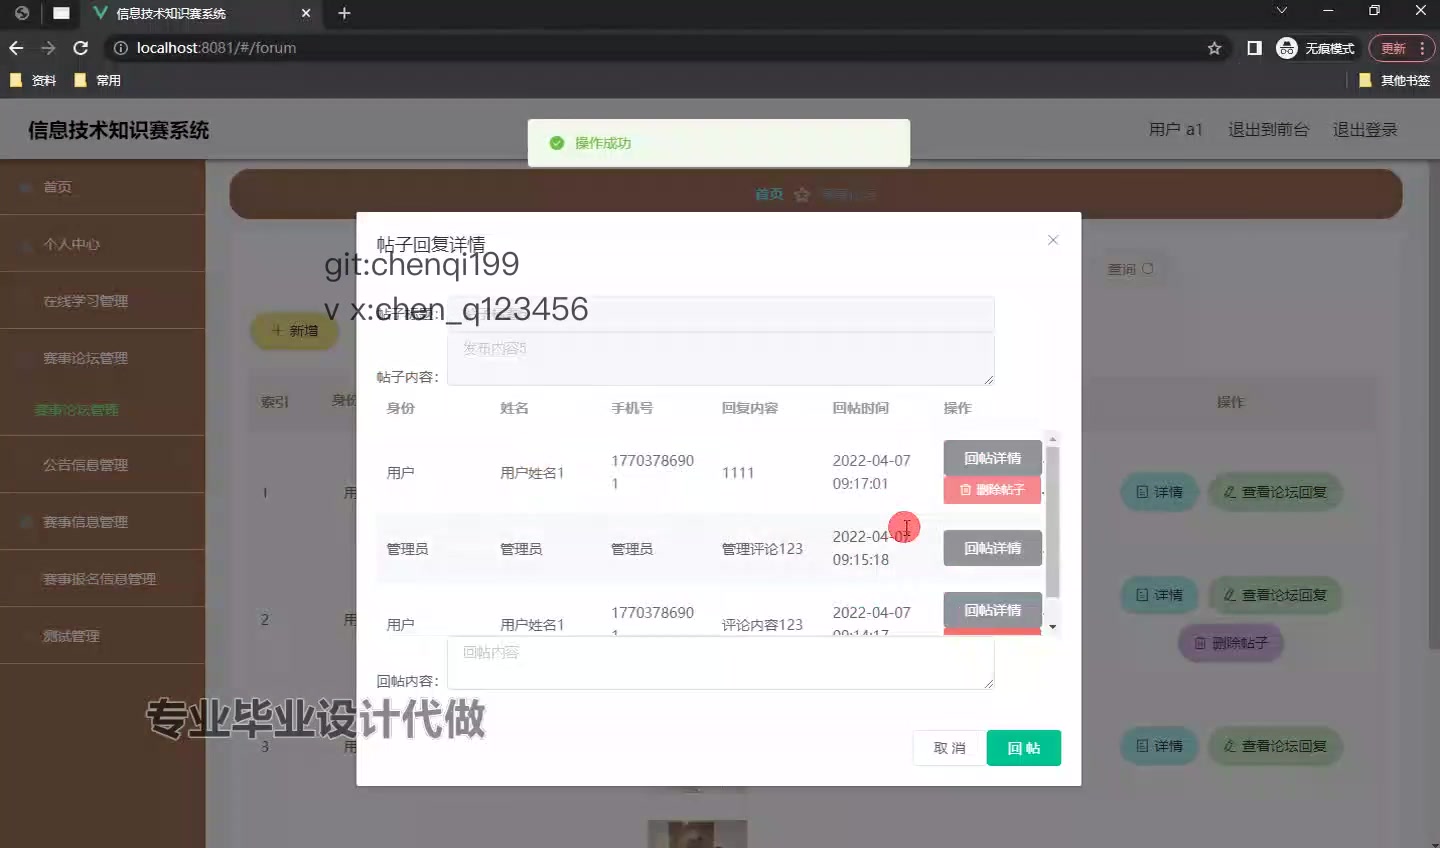 信息技术知识赛系统
localhost:8081/#/forum
无痕模式
更新
资料
常用
其他书签
信息技术知识赛系统
用户 a1
退出到前台
退出登录
操作成功
首页
个人中心
在线学习管理
赛事论坛管理
赛事论坛管理
公告信息管理
赛事信息管理
赛事报名信息管理
测试管理
首页
查询
+ 新增
索引
身份
操作
1
用
详情
查看论坛回复
2
用
详情
查看论坛回复
删除帖子
3
用
详情
查看论坛回复
帖子回复详情
git:chenqi199
v x:chen_q123456
发布内容5
帖子内容：
身份 姓名 手机号 回复内容 回帖时间 操作
用户 用户姓名1 17703786901 1111 2022-04-07 09:17:01 回帖详情
删除帖子
管理员 管理员 管理员 管理评论123 2022-04-07 09:15:18 回帖详情
用户 用户姓名1 17703786901 评论内容123 2022-04-07 09:14:17 回帖详情
回帖内容
回帖内容：
取 消
回 帖
专业毕业设计代做